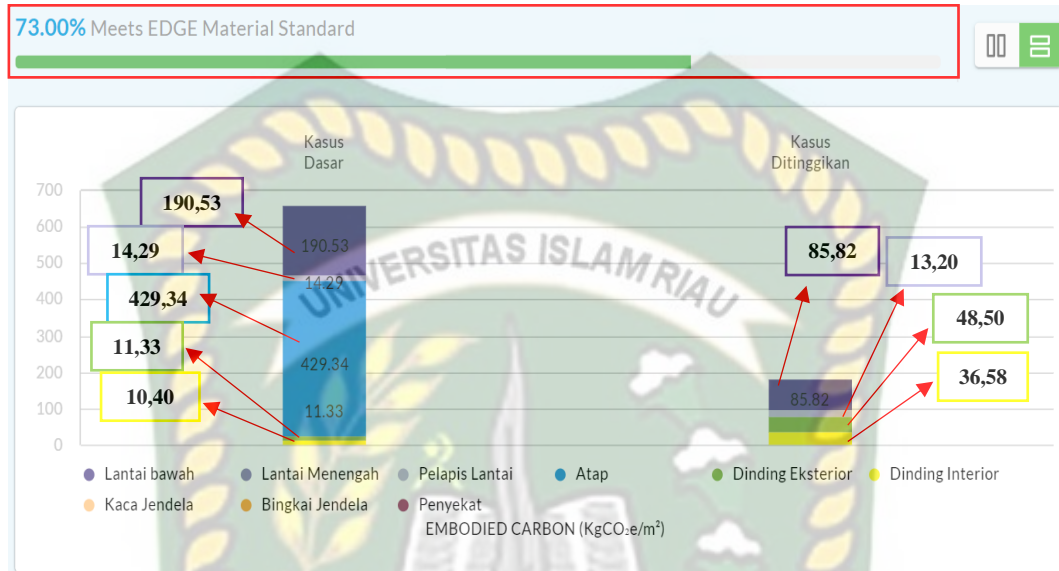 73.00% Meets EDGE Material Standard
Kasus
Dasar
Kasus
Ditinggikan
700
600
500
400
300
200
100
0
190,53
14,29
429,34
11,33
10,40
190.53
14.29
429.34
11.33
85,82
13,20
48,50
36,58
85.82
UNIVERSITAS ISLAM RIAU
Lantai bawah
Lantai Menengah
Pelapis Lantai
Atap
Dinding Eksterior
Dinding Interior
Kaca Jendela
Bingkai Jendela
Penyekat
EMBODIED CARBON (KgCO₂e/m²)